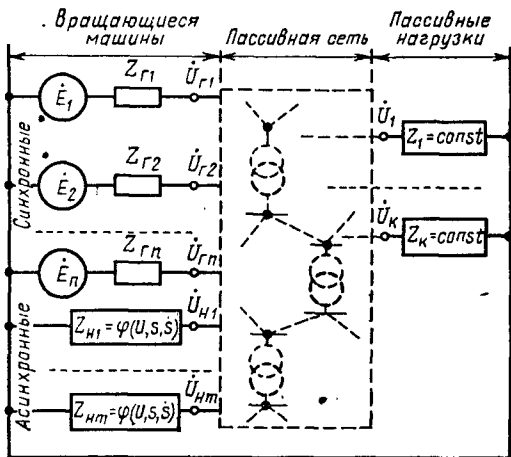 Вращающиеся машины
Пассивная сеть
Пассивные нагрузки
Синхронные
Ė₁ Zг1 U̇г1
Ė₂ Zг2 U̇г2
Ėп Zгп U̇гп
Асинхронные
Zн1=φ(U,s,ṡ) U̇н1
Zнm=φ(U,s,ṡ) U̇нm
U̇₁ Z₁=const
U̇к Zк=const